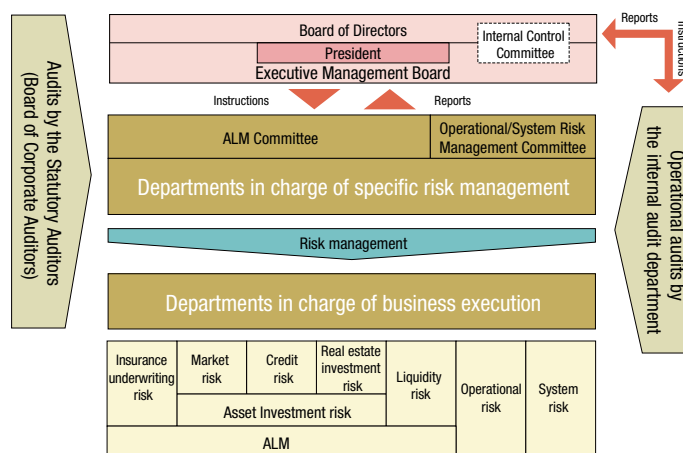 Board of Directors
Internal Control
Committee
President
Executive Management Board
Reports
Instructions
Instructions
Reports
Audits by the Statutory Auditors
(Board of Corporate Auditors)
ALM Committee
Operational/System Risk
Management Committee
Departments in charge of specific risk management
Operational audits by
the internal audit department
Risk management
Departments in charge of business execution
Insurance
underwriting
risk
Market
risk
Credit
risk
Real estate
investment
risk
Liquidity
risk
Operational
risk
System
risk
Asset Investment risk
ALM